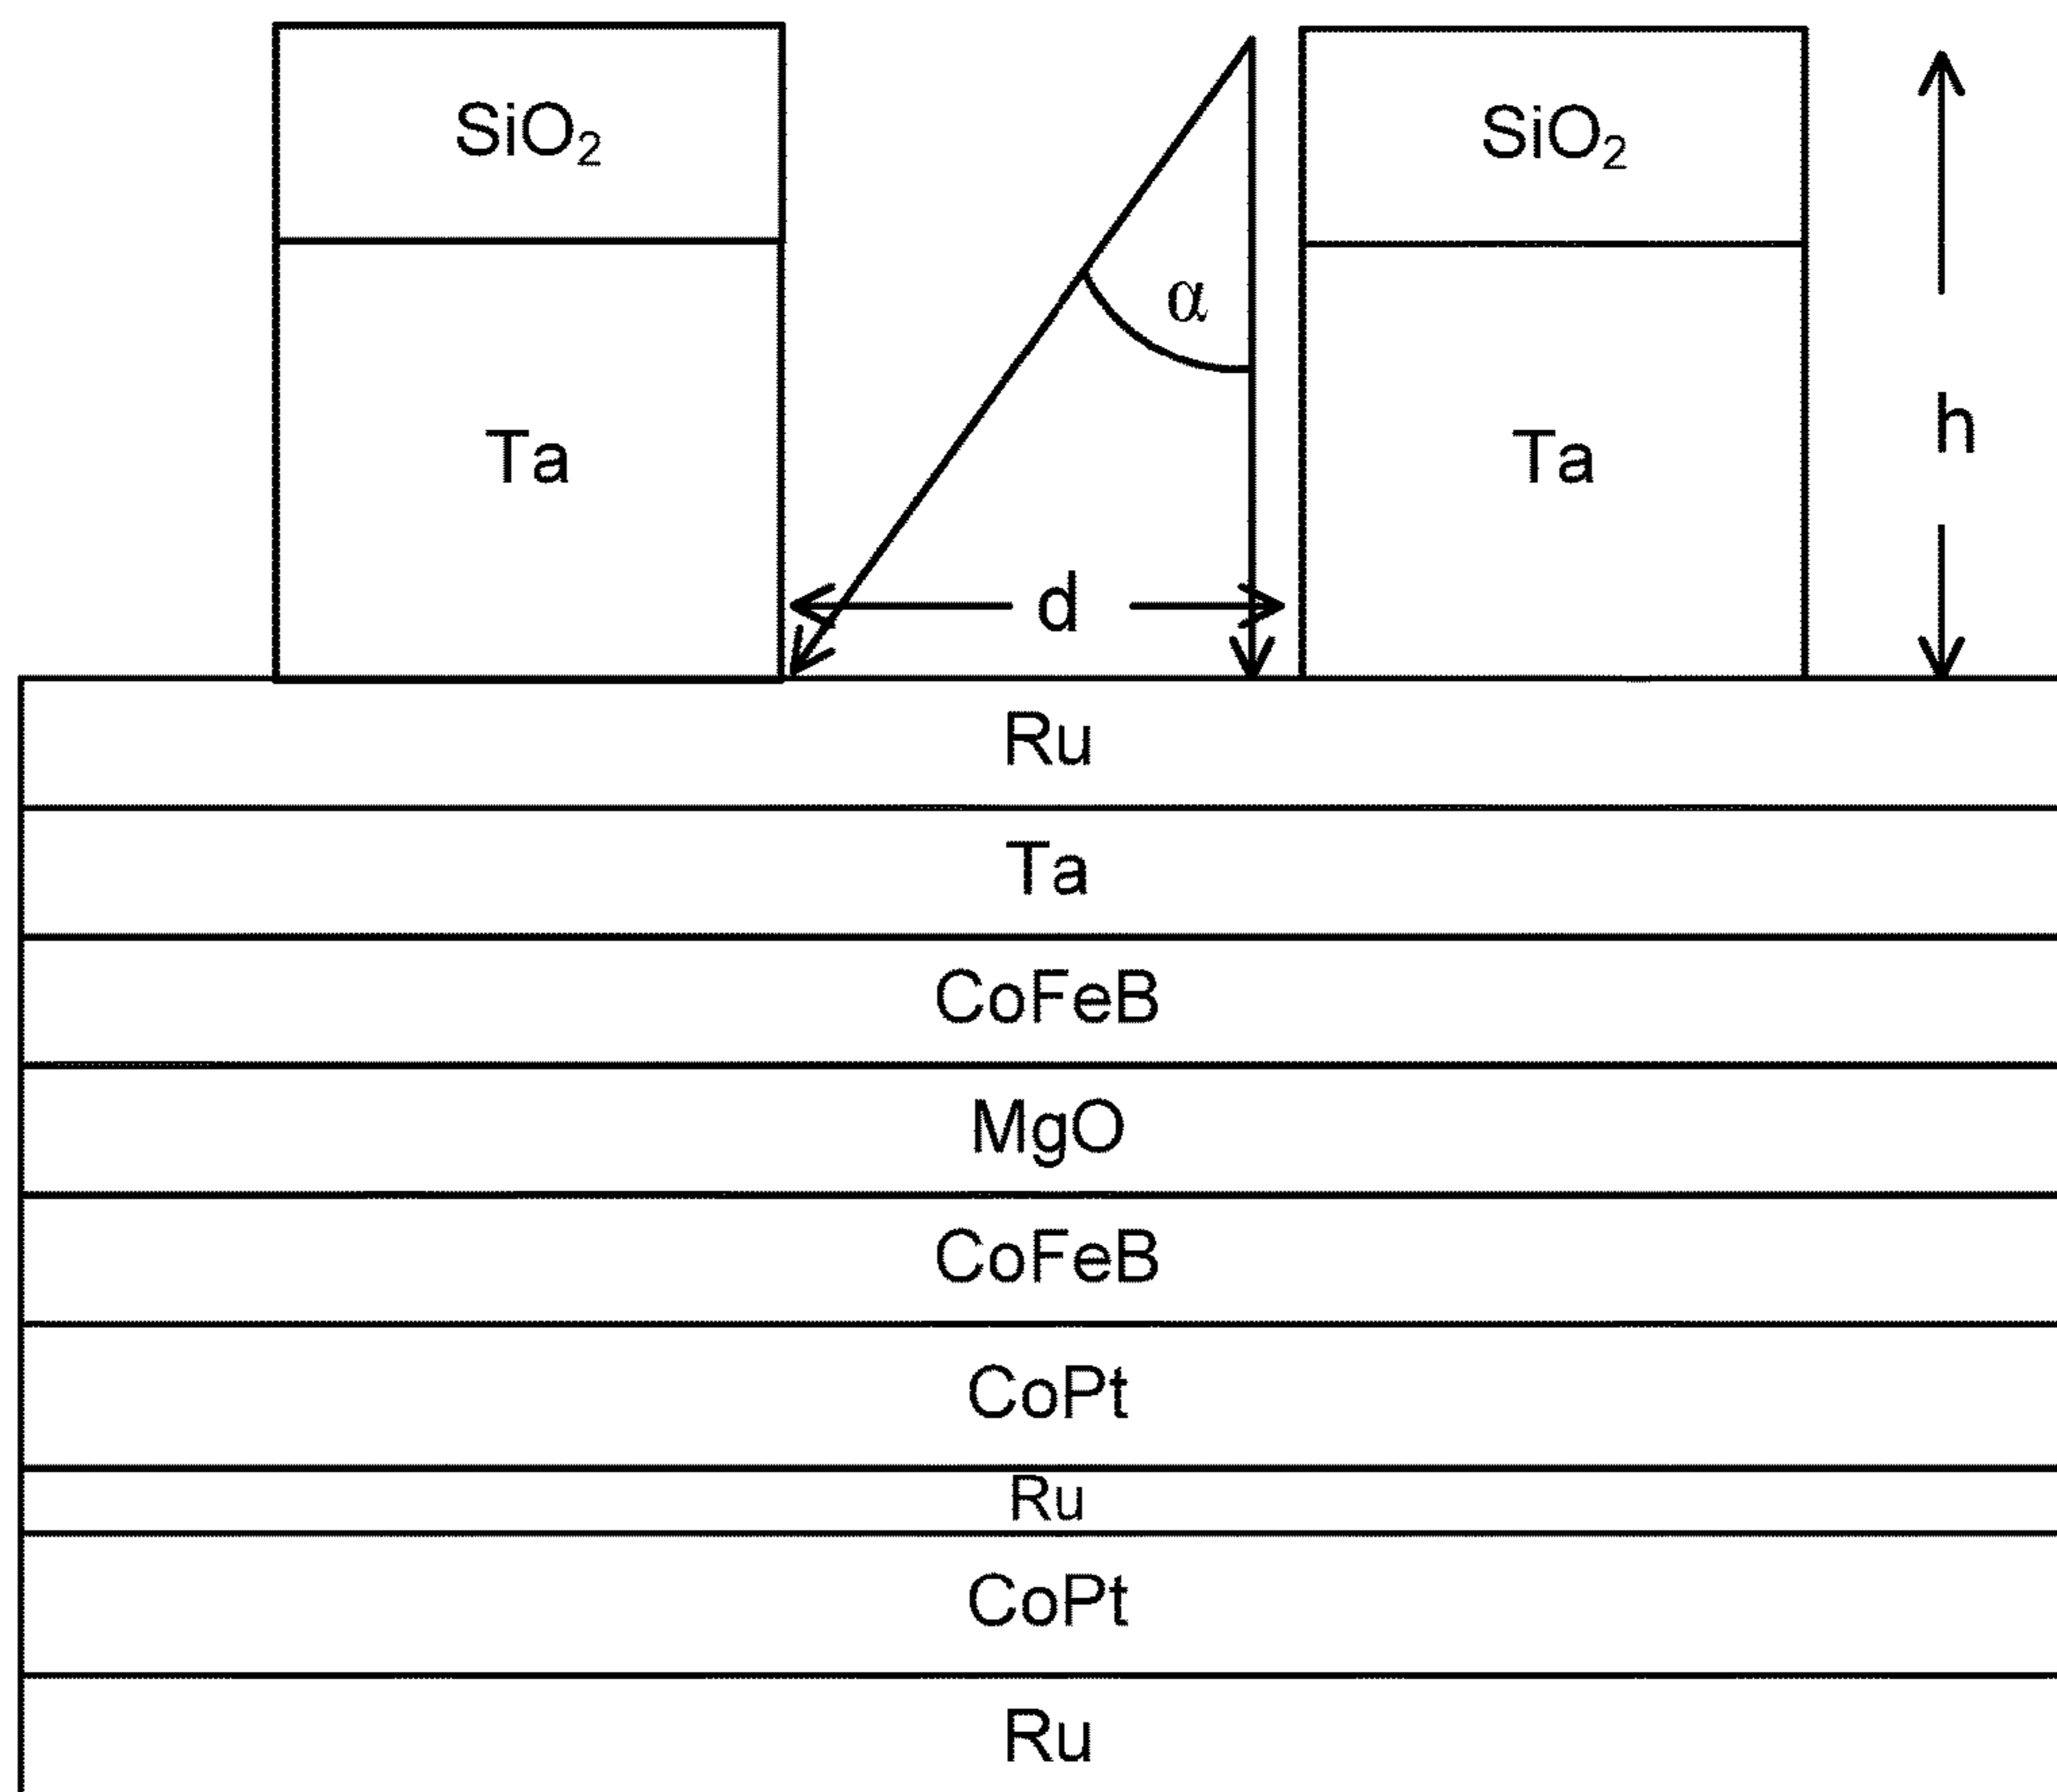 SiO₂
SiO₂
α
Ta
Ta
h
d
Ru
Ta
CoFeB
MgO
CoFeB
CoPt
Ru
CoPt
Ru